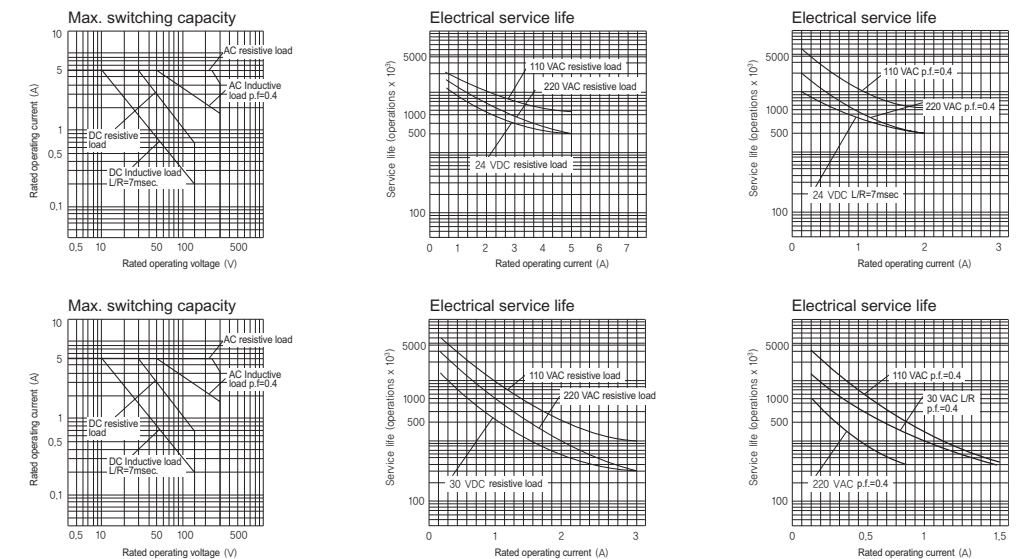 Max. switching capacity
10
5
1
0,5
0,1
Rated operating current (A)
AC resistive load
AC Inductive
load p.f=0.4
DC resistive
load
DC Inductive load
L/R=7msec.
0,5 10 50 100 500
Rated operating voltage (V)
Electrical service life
5000
1000
500
100
Service life (operations x 10³)
110 VAC resistive load
220 VAC resistive load
24 VDC resistive load
0 1 2 3 4 5 6 7
Rated operating current (A)
Electrical service life
5000
1000
500
100
Service life (operations x 10³)
110 VAC p.f.=0.4
220 VAC p.f.=0.4
24 VDC L/R=7msec
0 1 2 3
Rated operating current (A)
Max. switching capacity
10
5
1
0,5
0,1
Rated operating current (A)
AC resistive load
AC Inductive
load p.f=0.4
DC resistive
load
DC Inductive load
L/R=7msec.
0,5 10 50 100 500
Rated operating voltage (V)
Electrical service life
5000
1000
500
100
Service life (operations x 10³)
110 VAC resistive load
220 VAC resistive load
30 VDC resistive load
0 1 2 3
Rated operating current (A)
Electrical service life
5000
1000
500
100
Service life (operations x 10³)
110 VAC p.f.=0.4
30 VAC L/R
p.f.=0.4
220 VAC p.f.=0.4
0 0,5 1 1,5
Rated operating current (A)